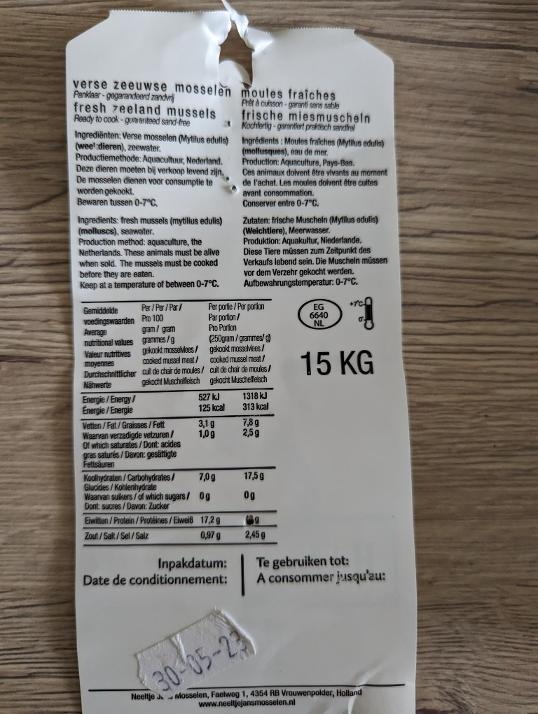 verse zeeuwse mosselen
Panklaar - gegarandeerd zandvrij
fresh zeeland mussels
Ready to cook - guaranteed sand-free
moules fraîches
Prêt à cuisson - garanti sans sable
frische miesmuscheln
Kochfertig - garantiert praktisch sandfrei
Ingrediënten: Verse mosselen (Mytilus edulis)
(weekdieren), zeewater.
Productiemethode: Aquacultuur, Nederland.
Deze dieren moeten bij verkoop levend zijn.
De mosselen dienen voor consumptie te
worden gekookt.
Bewaren tussen 0-7°C.
Ingrédients : Moules fraîches (Mytilus edulis)
(mollusques), eau de mer.
Production: Aquaculture, Pays-Bas.
Ces animaux doivent être vivants au moment
de l'achat. Les moules doivent être cuites
avant consommation.
Conserver entre 0-7°C.
Ingredients: fresh mussels (mytilus edulis)
(molluscs), seawater.
Production method: aquaculture, the
Netherlands. These animals must be alive
when sold. The mussels must be cooked
before they are eaten.
Keep at a temperature of between 0-7°C.
Zutaten: frische Muscheln (Mytilus edulis)
(Weichtiere), Meerwasser.
Produktion: Aquakultur, Niederlande.
Diese Tiere müssen zum Zeitpunkt des
Verkaufs lebend sein. Die Muscheln müssen
vor dem Verzehr gekocht werden.
Aufbewahrungstemperatur: 0-7°C.
Gemiddelde
voedingswaarden
Average
nutritional values
Valeur nutritives
moyennes
Durchschnittlicher
Nährwerte
Per / Per / Par /
Pro 100
gram / gram
grammes / g
gekookt mosselvlees /
cooked mussel meat /
cuit de chair de moules /
gekocht Muschelfleisch
Per portie / Per portion
Par portion /
Pro Portion
(250gram / grammes/ g)
gekookt mosselvlees /
cooked mussel meat /
cuit de chair de moules /
gekocht Muschelfleisch
EG
6640
NL
+7°C
0°
15 KG
Energie / Energy / 527 kJ 1318 kJ
Énergie / Energie 125 kcal 313 kcal
Vetten / Fat / Graisses / Fett 3,1 g 7,8 g
Waarvan verzadigde vetzuren / 1,0 g 2,5 g
Of which saturates / Dont: acides
gras saturés / Davon: gesättigte
Fettsäuren
Koolhydraten / Carbohydrates / 7,0 g 17,5 g
Glucides / Kohlenhydrate
Waarvan suikers / of which sugars / 0 g 0 g
Dont: sucres / Davon: Zucker
Eiwitten / Protein / Protéines / Eiweiß 17,2 g g
Zout / Salt / Sel / Salz 0,97 g 2,45 g
Inpakdatum:
Date de conditionnement:
Te gebruiken tot:
A consommer jusqu'au:
30-05-23
Neeltje Mosselen, Faelweg 1, 4354 RB Vrouwenpolder, Holland
www.neeltjejansmosselen.nl